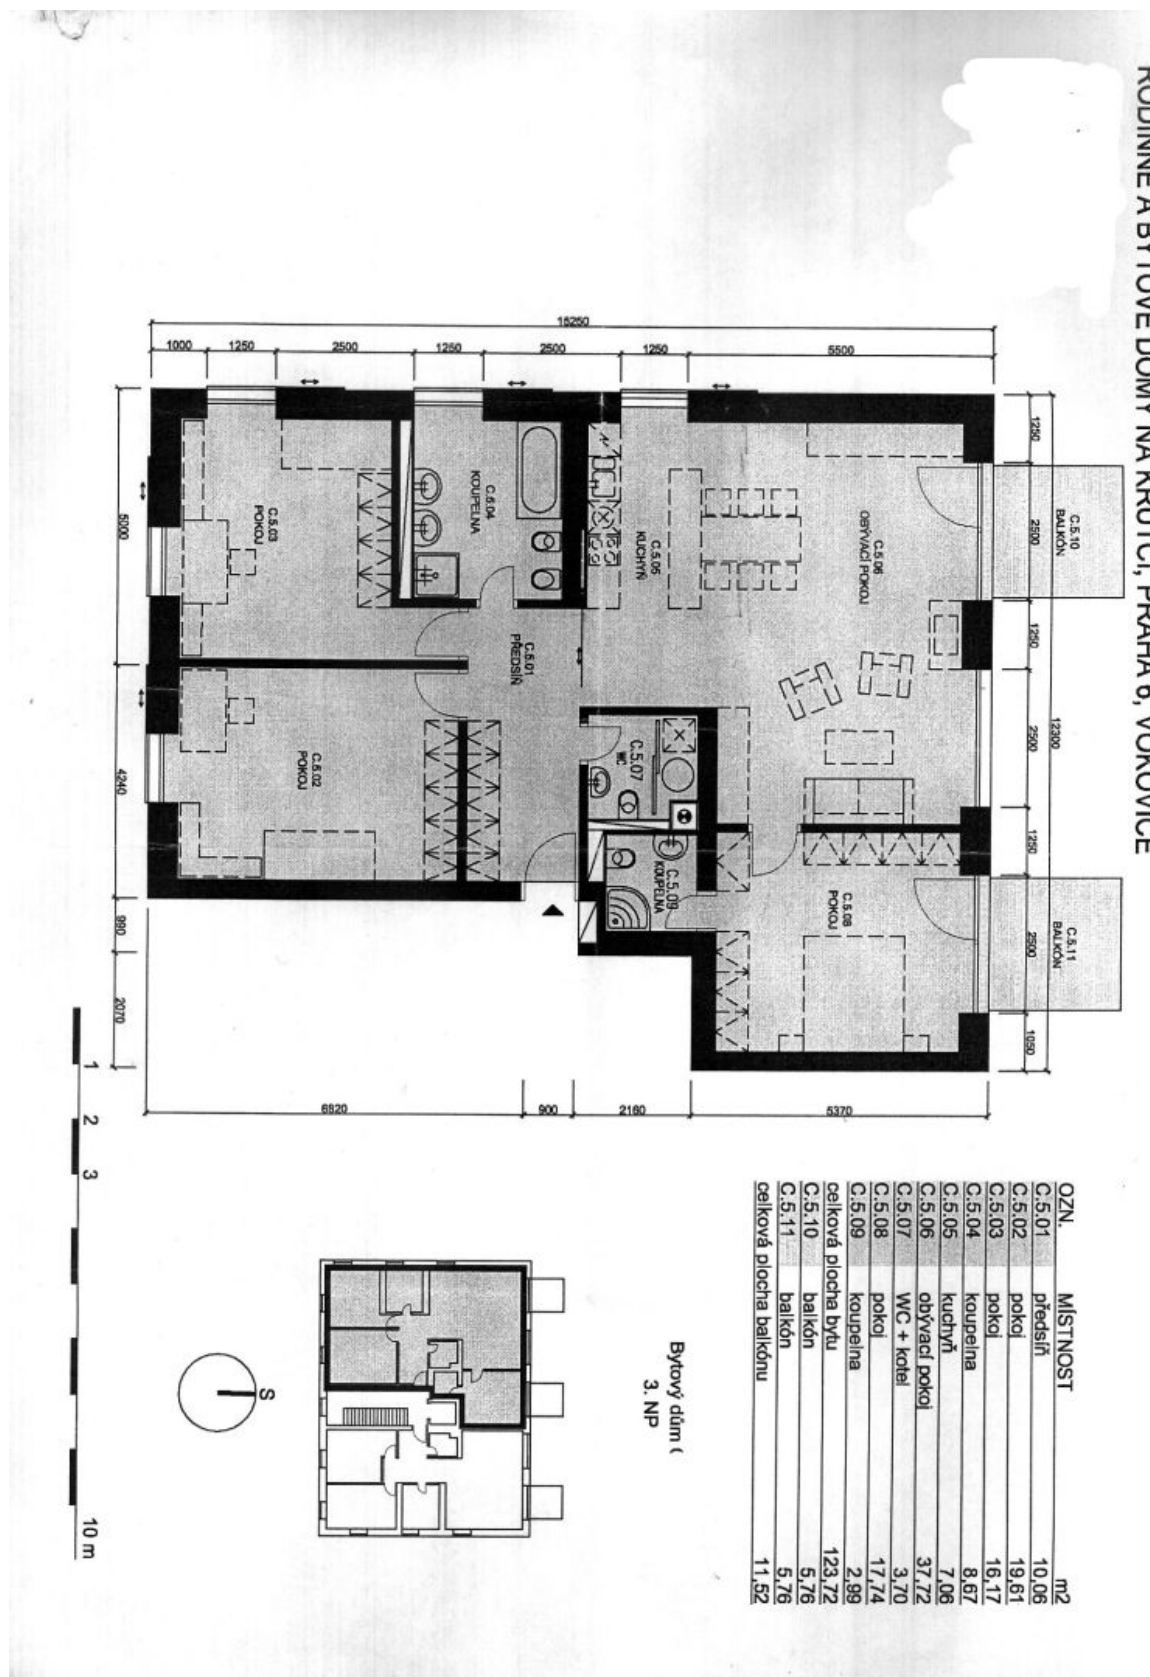 RODINNÉ A BYTOVÉ DOMY NA KRUTCI, PRAHA 6, VOKOVICE
C.5.10
BALKÓN
C.5.11
BALKÓN
12300
1250
2500
1250
2500
1250
2500
1050
15250
5500
1250
2500
1250
2500
1250
1000
C.5.06
OBÝVACÍ POKOJ
C.5.08
POKOJ
C.5.05
KUCHYŇ
C.5.07
WC
C.5.09
KOUPELNA
C.5.04
KOUPELNA
C.5.01
PŘEDSÍŇ
C.5.03
POKOJ
C.5.02
POKOJ
5370
2160
900
6820
5000
4240
990
2070
1
2
3
10 m
OZN. MÍSTNOST m2
C.5.01 předsíň 10,06
C.5.02 pokoj 19,61
C.5.03 pokoj 16,17
C.5.04 koupelna 8,67
C.5.05 kuchyň 7,06
C.5.06 obývací pokoj 37,72
C.5.07 WC + kotel 3,70
C.5.08 pokoj 17,74
C.5.09 koupelna 2,99
celková plocha bytu 123,72
C.5.10 balkón 5,76
C.5.11 balkón 5,76
celková plocha balkónu 11,52
Bytový dům
3. NP
S